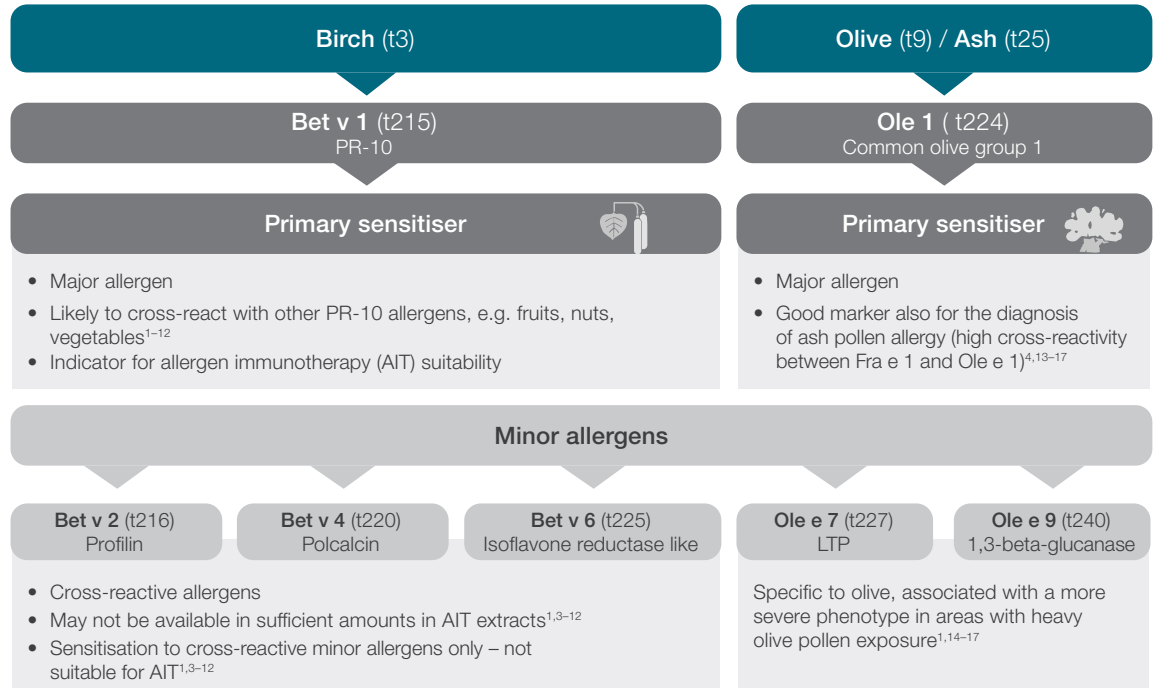 Birch (t3)
Bet v 1 (t215)
PR-10
Primary sensitiser
• Major allergen
• Likely to cross-react with other PR-10 allergens, e.g. fruits, nuts,
vegetables1–12
• Indicator for allergen immunotherapy (AIT) suitability
Olive (t9) / Ash (t25)
Ole 1 ( t224)
Common olive group 1
Primary sensitiser
• Major allergen
• Good marker also for the diagnosis
of ash pollen allergy (high cross-reactivity
between Fra e 1 and Ole e 1)4,13–17
Minor allergens
Bet v 2 (t216)
Profilin
Bet v 4 (t220)
Polcalcin
Bet v 6 (t225)
Isoflavone reductase like
• Cross-reactive allergens
• May not be available in sufficient amounts in AIT extracts1,3–12
• Sensitisation to cross-reactive minor allergens only – not
suitable for AIT1,3–12
Ole e 7 (t227)
LTP
Ole e 9 (t240)
1,3-beta-glucanase
Specific to olive, associated with a more
severe phenotype in areas with heavy
olive pollen exposure1,14–17